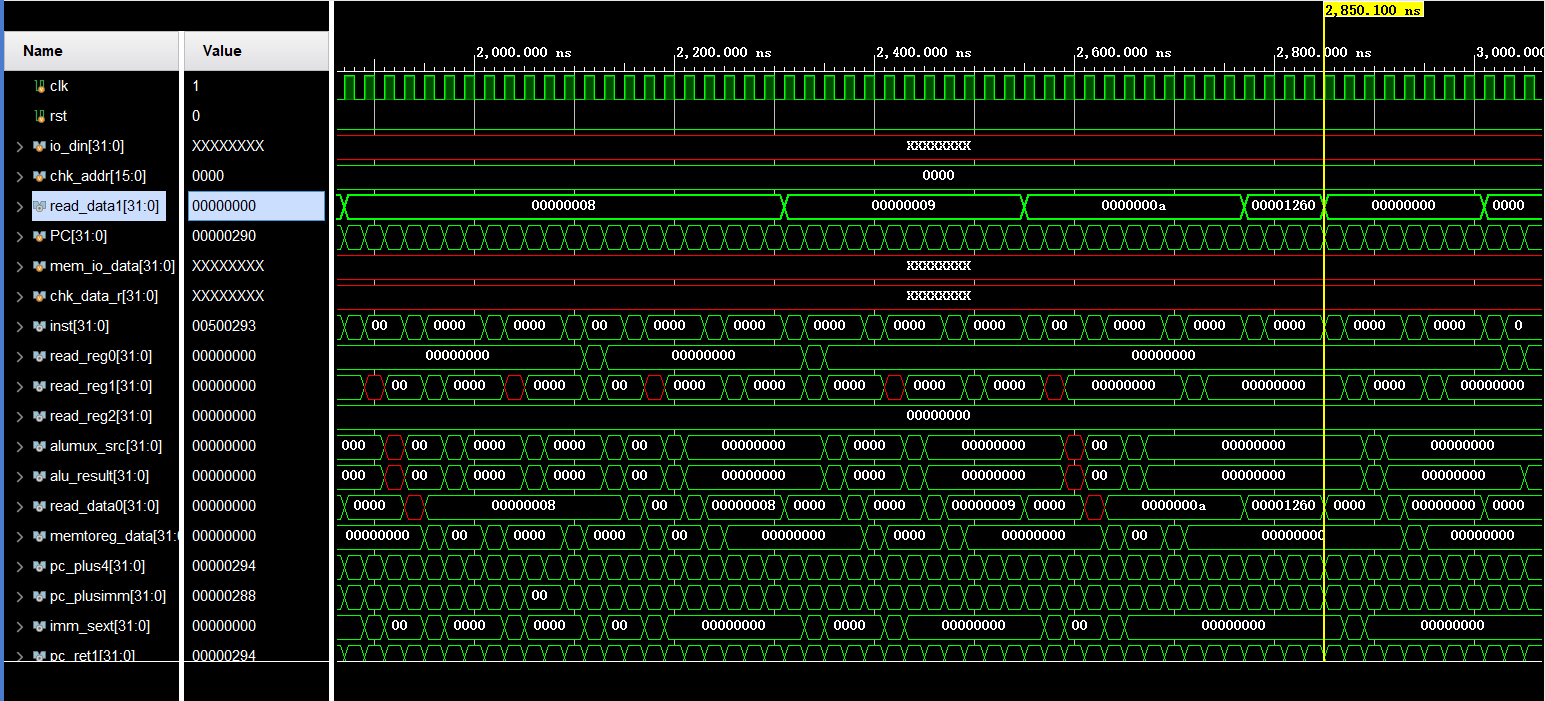 2,850.100 ns
Name Value
2,000.000 ns 2,200.000 ns 2,400.000 ns 2,600.000 ns 2,800.000 ns 3,000.000
clk 1
rst 0
io_din[31:0] XXXXXXXX XXXXXXXX
chk_addr[15:0] 0000 0000
read_data1[31:0] 00000000 00000008 00000009 0000000a 00001260 00000000 0000
PC[31:0] 00000290
mem_io_data[31:0] XXXXXXXX XXXXXXXX
chk_data_r[31:0] XXXXXXXX XXXXXXXX
inst[31:0] 00500293 00 0000 0000 00 0000 0000 0000 0000 0000 00 0000 0000 0000 0000 0000 0
read_reg0[31:0] 00000000 00000000 00000000 00000000
read_reg1[31:0] 00000000 00 0000 0000 00 0000 0000 0000 0000 0000 00000000 00000000 0000 00000000
read_reg2[31:0] 00000000 00000000
alumux_src[31:0] 00000000 000 00 0000 0000 00 00000000 0000 00000000 00 00000000 00000000
alu_result[31:0] 00000000 000 00 0000 0000 00 00000000 0000 00000000 00 00000000 00000000
read_data0[31:0] 00000000 0000 00000008 00 00000008 0000 0000 00000009 0000 0000000a 00001260 0000 00000000 0000
memtoreg_data[31: 00000000 00000000 00 0000 0000 00 00000000 0000 00000000 00 00000000 00000000
pc_plus4[31:0] 00000294
pc_plusimm[31:0] 00000288 00
imm_sext[31:0] 00000000 00 0000 0000 00 00000000 0000 00000000 00 00000000 00000000
pc_ret1[31:0] 00000294